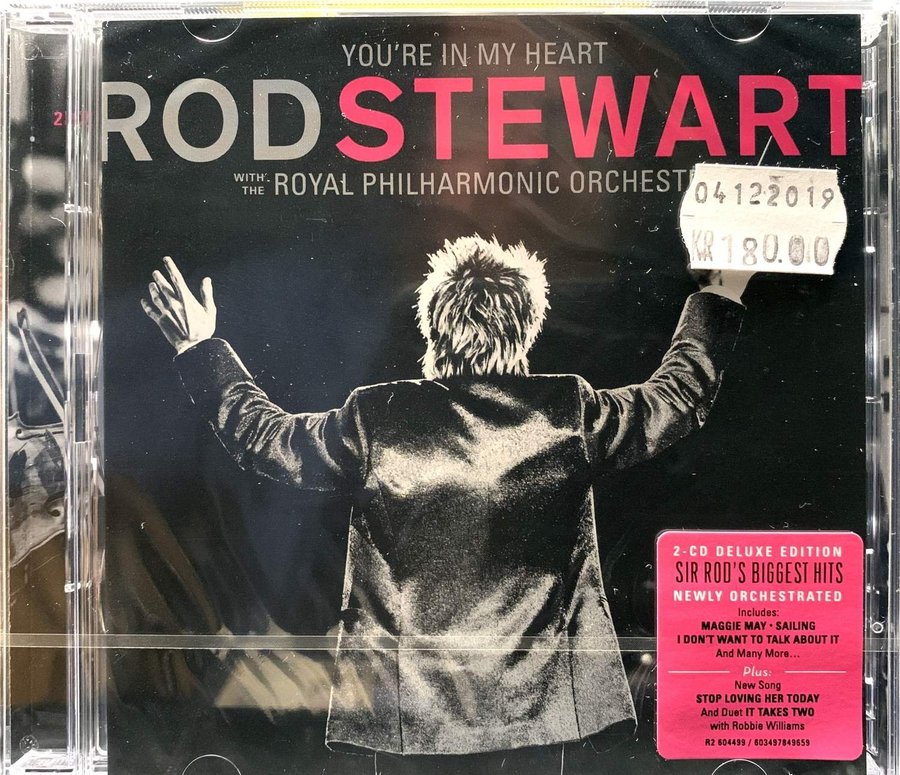 YOU'RE IN MY HEART
ROD STEWART
WITH THE ROYAL PHILHARMONIC ORCHEST
04122019
KR 180.00
2-CD DELUXE EDITION
SIR ROD'S BIGGEST HITS
NEWLY ORCHESTRATED
Includes:
MAGGIE MAY • SAILING
I DON'T WANT TO TALK ABOUT IT
And Many More...
Plus:
New Song
STOP LOVING HER TODAY
And Duet IT TAKES TWO
with Robbie Williams
R2 604499 / 603497849659